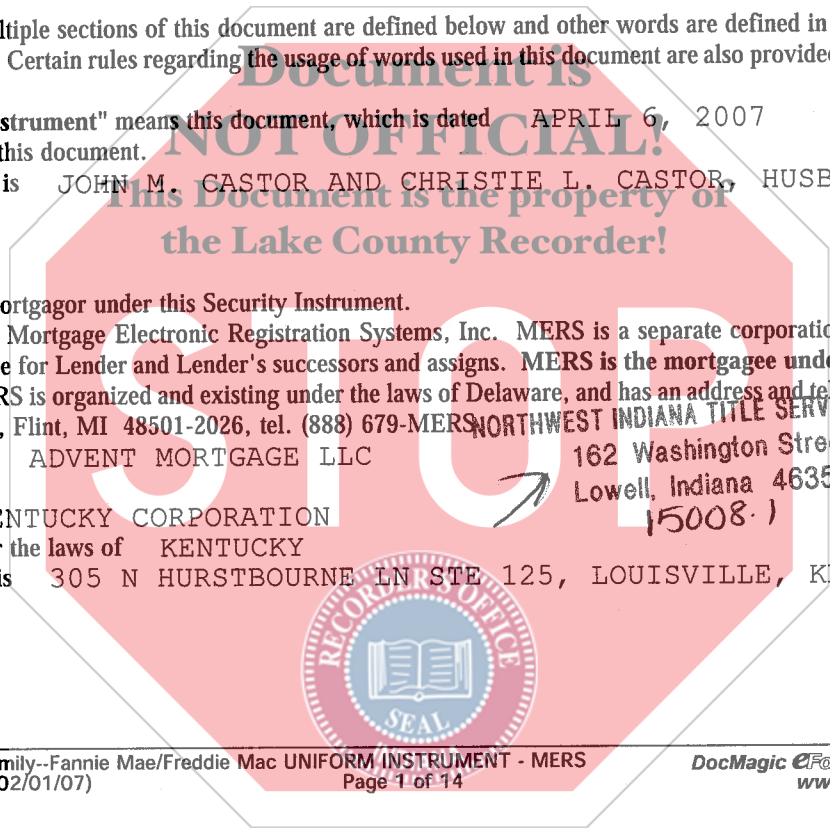 ltiple sections of this document are defined below and other words are defined in
Certain rules regarding the usage of words used in this document are also provide
Document is
strument" means this document, which is dated APRIL 6, 2007
NOT OFFICIAL!
this document.
is JOHN M. CASTOR AND CHRISTIE L. CASTOR, HUSB
This Document is the property of
the Lake County Recorder!
ortgagor under this Security Instrument.
Mortgage Electronic Registration Systems, Inc. MERS is a separate corporatio
e for Lender and Lender's successors and assigns. MERS is the mortgagee und
RS is organized and existing under the laws of Delaware, and has an address and tel
, Flint, MI 48501-2026, tel. (888) 679-MERS
NORTHWEST INDIANA TITLE SERV
ADVENT MORTGAGE LLC
162 Washington Stre
Lowell, Indiana 4635
STOP
15008.1
ENTUCKY CORPORATION
r the laws of KENTUCKY
is 305 N HURSTBOURNE LN STE 125, LOUISVILLE, K
RECORDER'S OFFICE
SEAL
INDIANA
mily--Fannie Mae/Freddie Mac UNIFORM INSTRUMENT - MERS
DocMagic eFo
02/01/07)
Page 1 of 14
ww